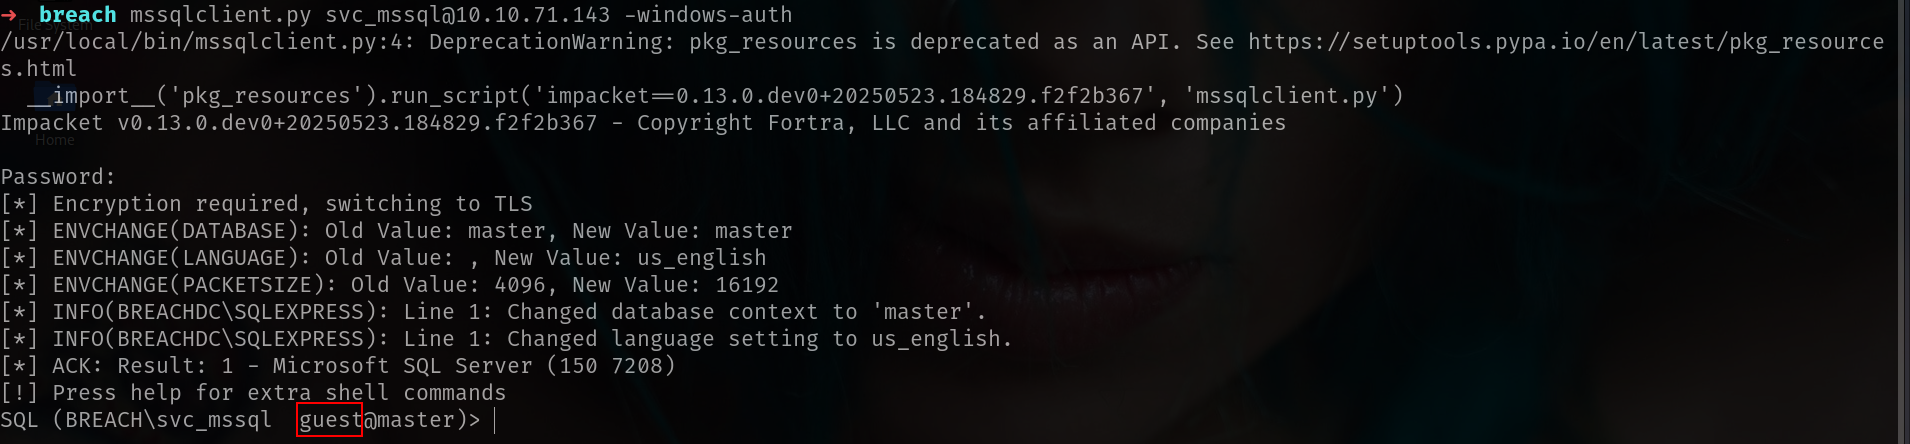 →  breach mssqlclient.py svc_mssql@10.10.71.143 -windows-auth
File System
/usr/local/bin/mssqlclient.py:4: DeprecationWarning: pkg_resources is deprecated as an API. See https://setuptools.pypa.io/en/latest/pkg_resource
s.html
__import__('pkg_resources').run_script('impacket==0.13.0.dev0+20250523.184829.f2f2b367', 'mssqlclient.py')
Impacket v0.13.0.dev0+20250523.184829.f2f2b367 - Copyright Fortra, LLC and its affiliated companies
Home
Password:
[*] Encryption required, switching to TLS
[*] ENVCHANGE(DATABASE): Old Value: master, New Value: master
[*] ENVCHANGE(LANGUAGE): Old Value: , New Value: us_english
[*] ENVCHANGE(PACKETSIZE): Old Value: 4096, New Value: 16192
[*] INFO(BREACHDC\SQLEXPRESS): Line 1: Changed database context to 'master'.
[*] INFO(BREACHDC\SQLEXPRESS): Line 1: Changed language setting to us_english.
[*] ACK: Result: 1 - Microsoft SQL Server (150 7208)
[!] Press help for extra shell commands
SQL (BREACH\svc_mssql  guest@master)>